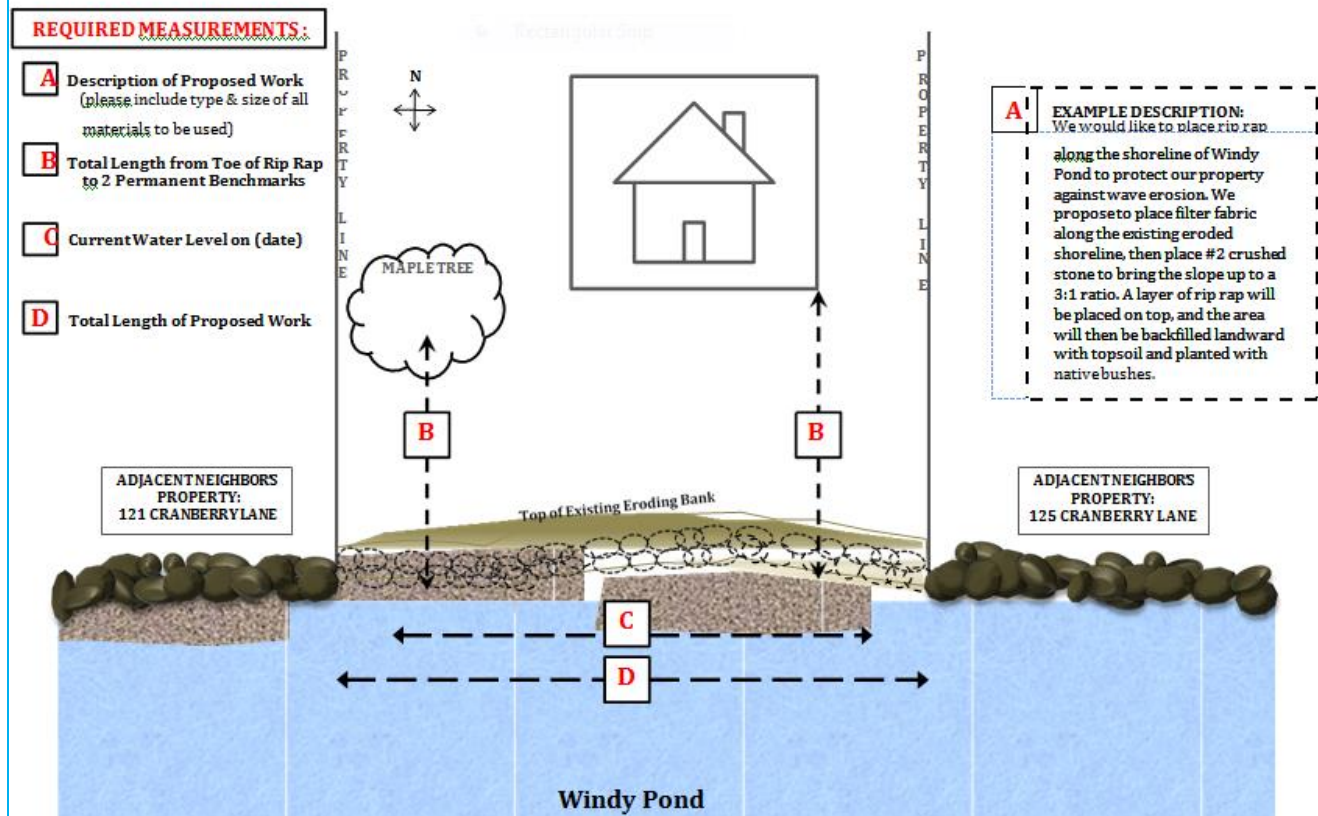 REQUIRED MEASUREMENTS :
A Description of Proposed Work
(please include type & size of all
materials to be used)
B Total Length from Toe of Rip Rap
to 2 Permanent Benchmarks
C Current Water Level on (date)
D Total Length of Proposed Work
PROPERTY LINE
N
MAPLE TREE
PROPERTY LINE
A EXAMPLE DESCRIPTION:
We would like to place rip rap
along the shoreline of Windy
Pond to protect our property
against wave erosion. We
propose to place filter fabric
along the existing eroded
shoreline, then place #2 crushed
stone to bring the slope up to a
3:1 ratio. A layer of rip rap will
be placed on top, and the area
will then be backfilled landward
with topsoil and planted with
native bushes.
B
B
ADJACENT NEIGHBOR'S
PROPERTY:
121 CRANBERRY LANE
ADJACENT NEIGHBOR'S
PROPERTY:
125 CRANBERRY LANE
Top of Existing Eroding Bank
C
D
Windy Pond